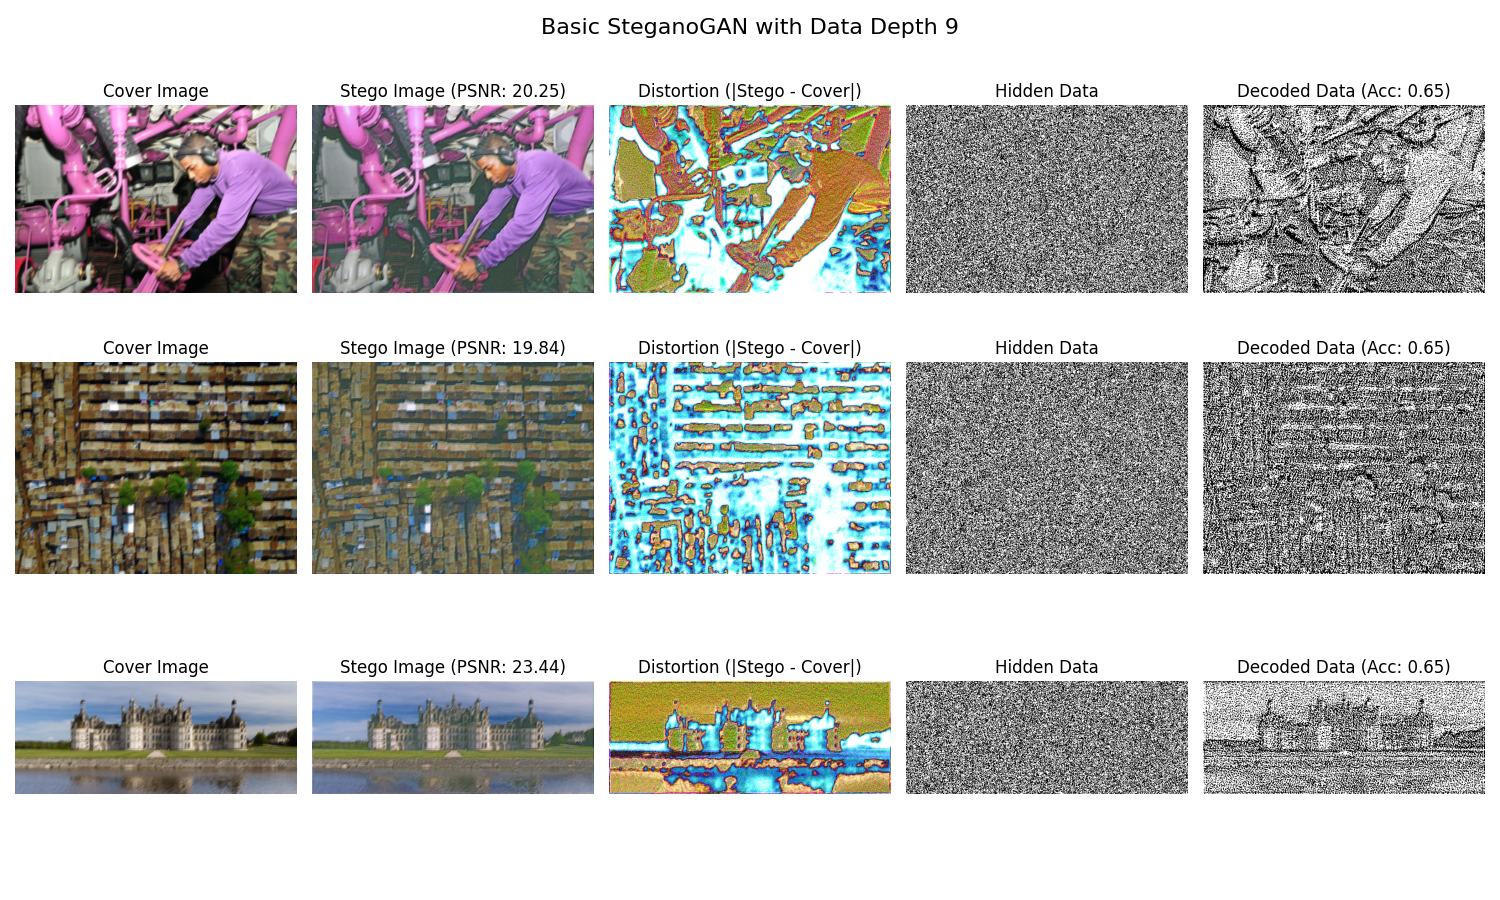 Basic SteganoGAN with Data Depth 9
Cover Image
Stego Image (PSNR: 20.25)
Distortion (|Stego - Cover|)
Hidden Data
Decoded Data (Acc: 0.65)
Cover Image
Stego Image (PSNR: 19.84)
Distortion (|Stego - Cover|)
Hidden Data
Decoded Data (Acc: 0.65)
Cover Image
Stego Image (PSNR: 23.44)
Distortion (|Stego - Cover|)
Hidden Data
Decoded Data (Acc: 0.65)